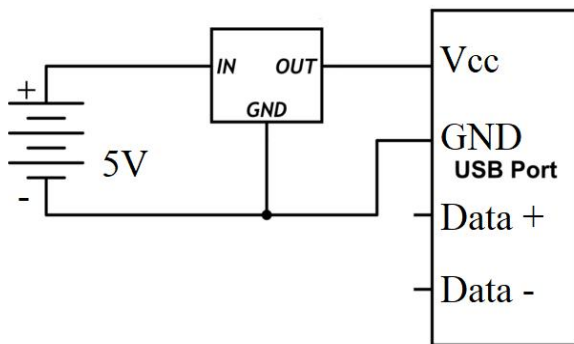 +
5V
-
IN OUT
GND
Vcc
GND
USB Port
Data +
Data -